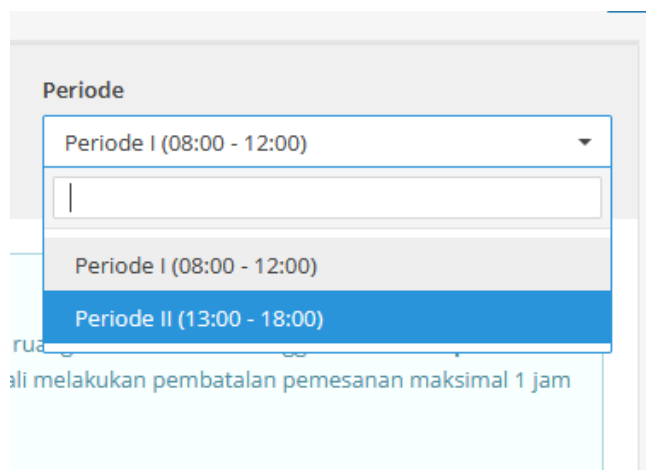 Periode
Periode I (08:00 - 12:00)
Periode I (08:00 - 12:00)
Periode II (13:00 - 18:00)
melakukan pembatalan pemesanan maksimal 1 jam